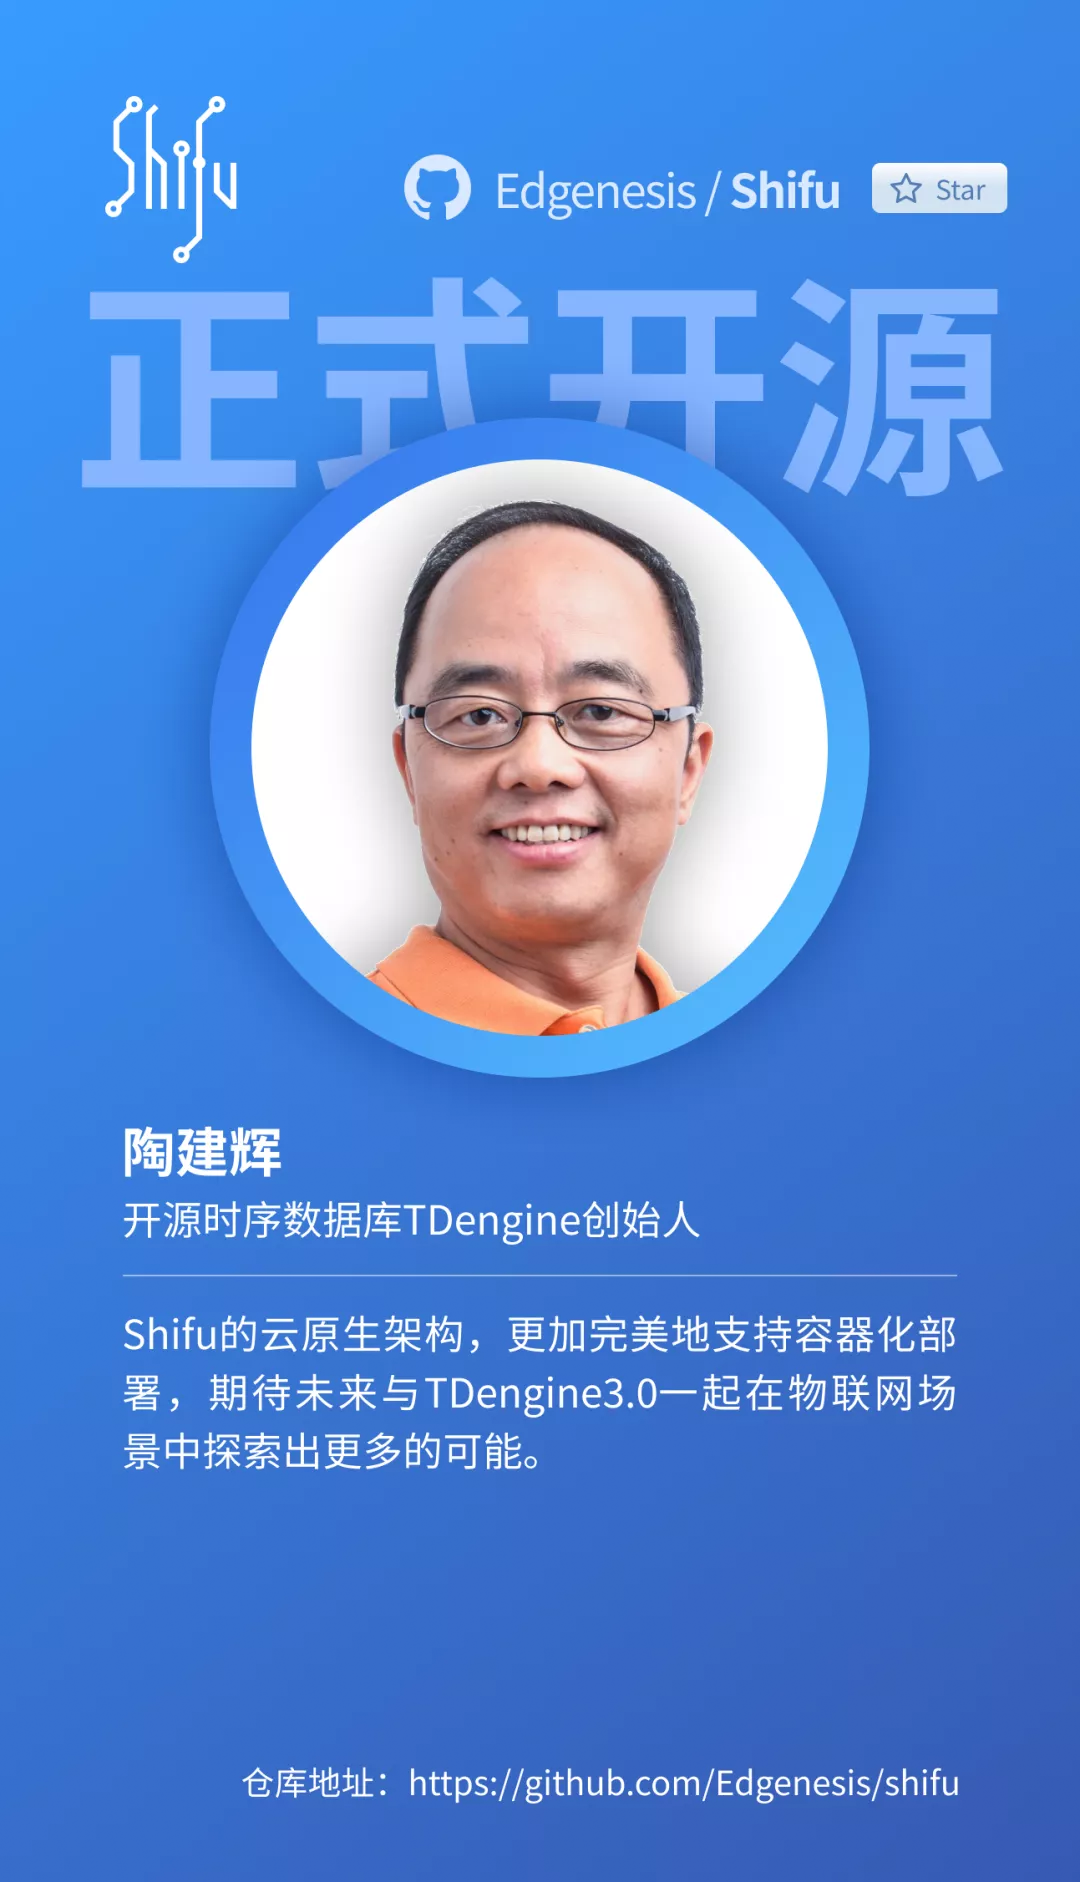 Shifu
Edgenesis / Shifu
Star
正式开源
陶建辉
开源时序数据库TDengine创始人
Shifu的云原生架构，更加完美地支持容器化部
署，期待未来与TDengine3.0一起在物联网场
景中探索出更多的可能。
仓库地址：https://github.com/Edgenesis/shifu